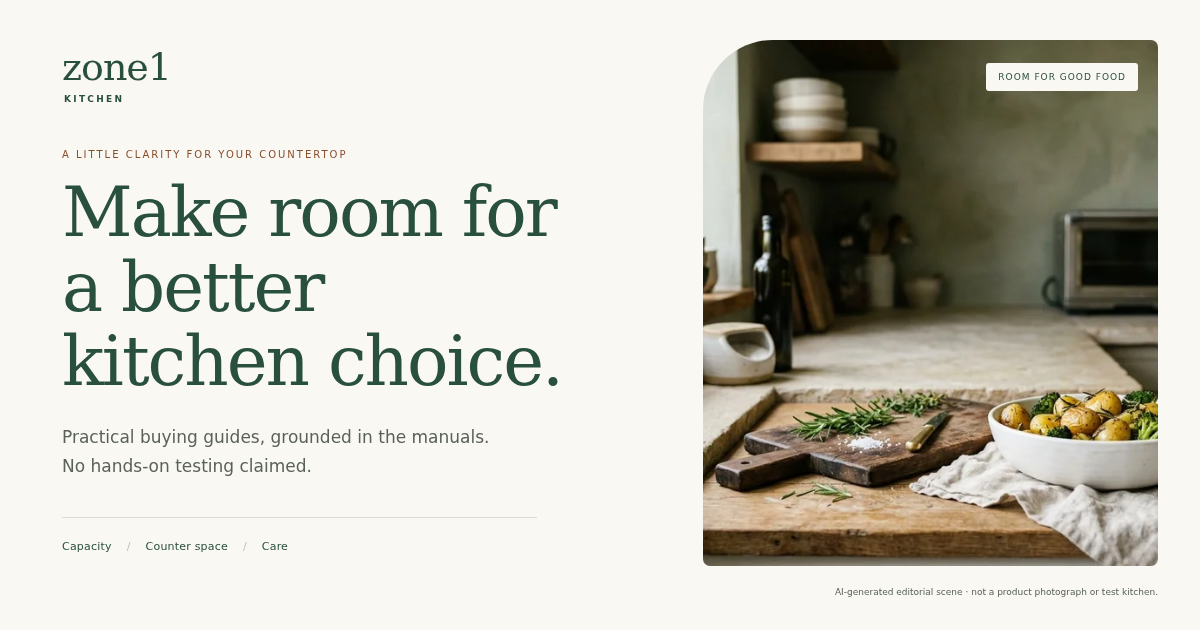 zone1
KITCHEN
A LITTLE CLARITY FOR YOUR COUNTERTOP
Make room for
a better
kitchen choice.
Practical buying guides, grounded in the manuals.
No hands-on testing claimed.
Capacity / Counter space / Care
ROOM FOR GOOD FOOD
AI-generated editorial scene · not a product photograph or test kitchen.